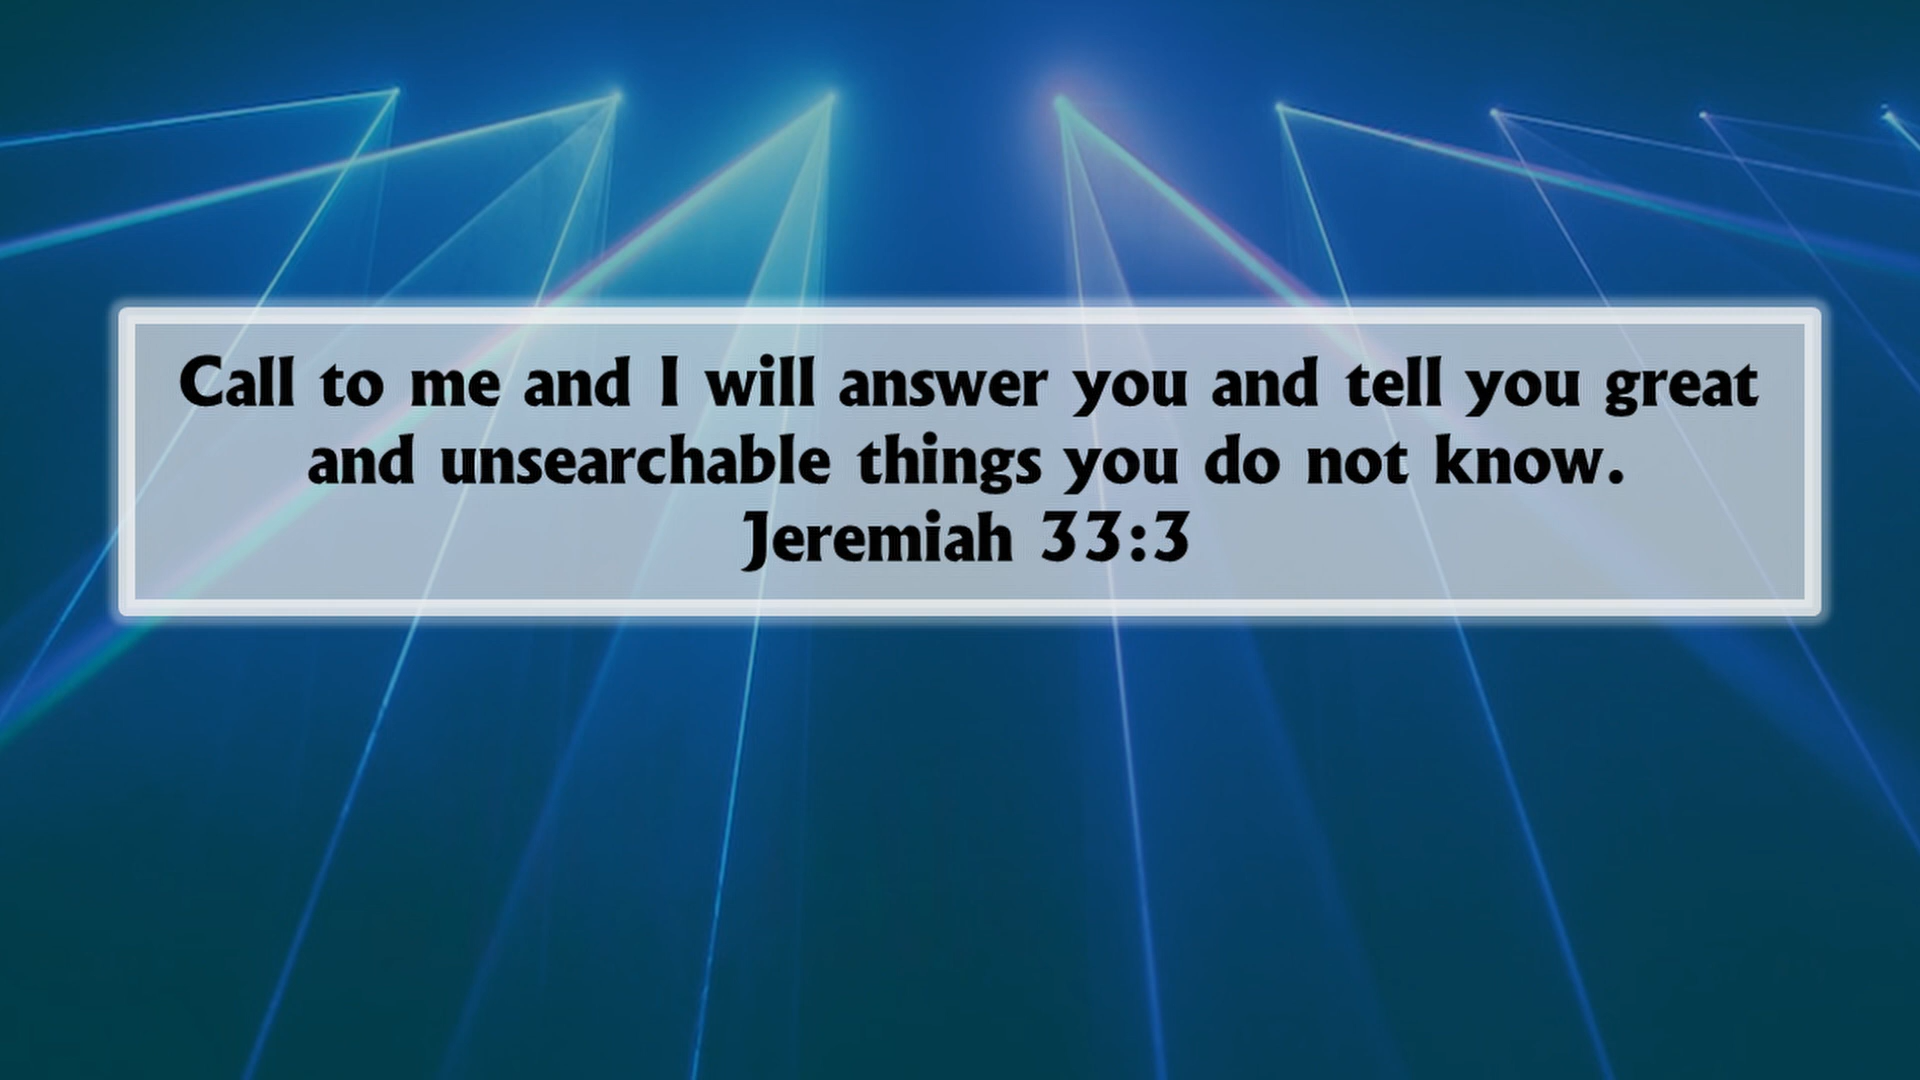 Call to me and I will answer you and tell you great
and unsearchable things you do not know.
Jeremiah 33:3